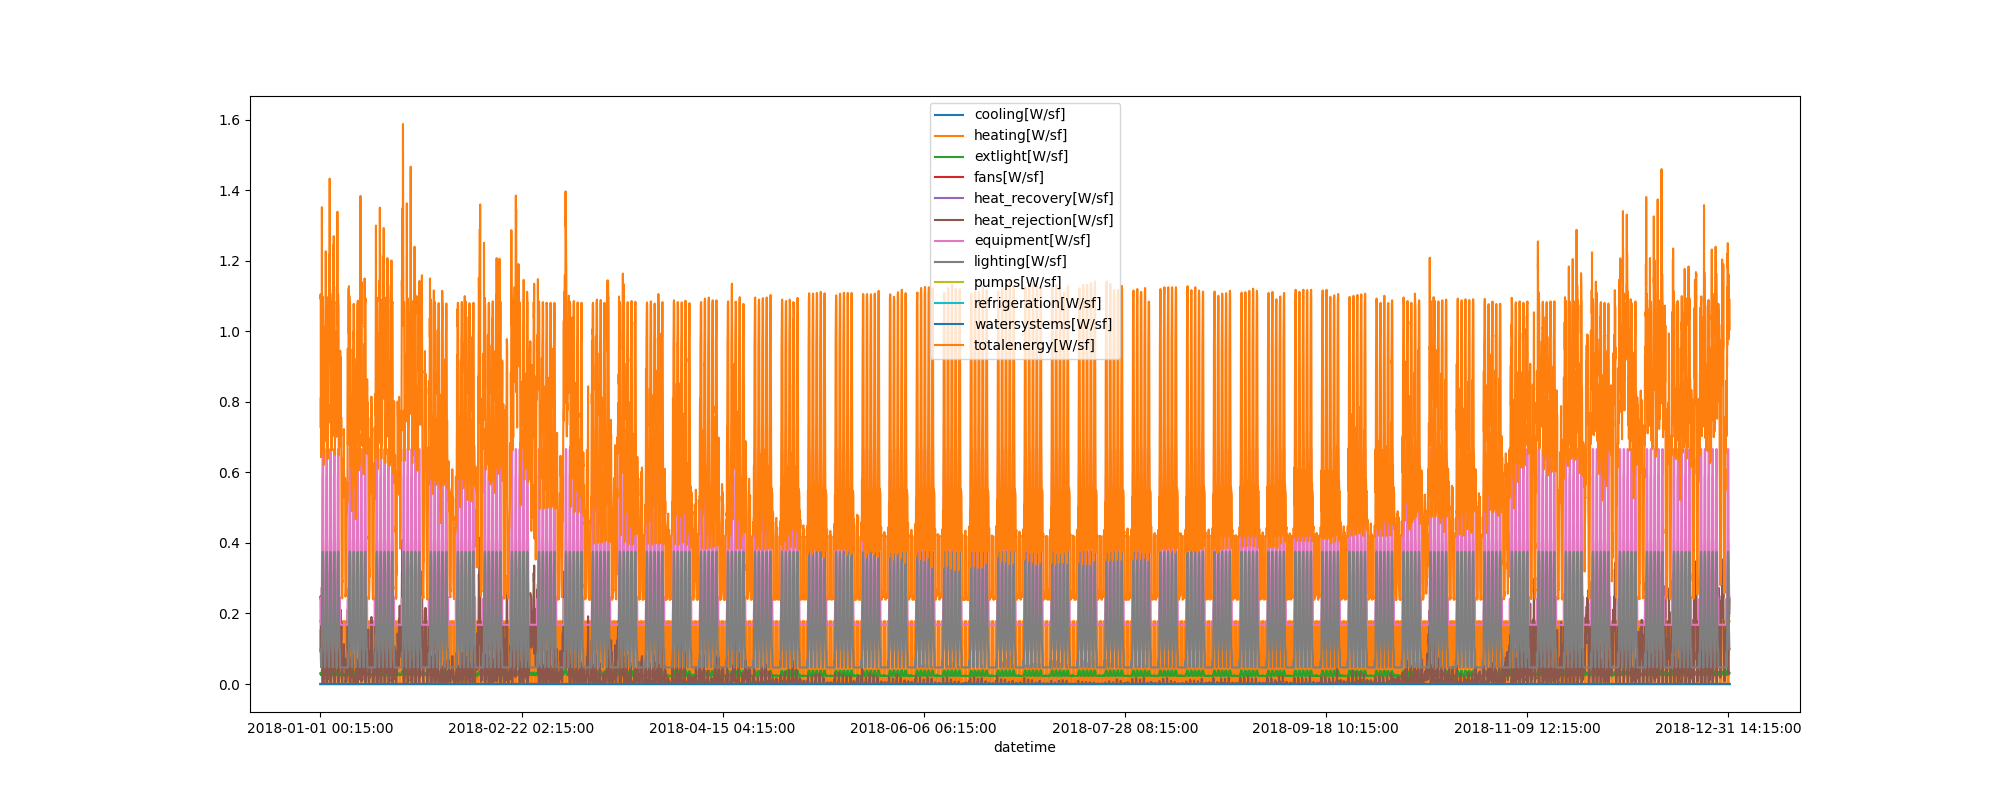 1.6
1.4
1.2
1.0
0.8
0.6
0.4
0.2
0.0
cooling[W/sf]
heating[W/sf]
extlight[W/sf]
fans[W/sf]
heat_recovery[W/sf]
heat_rejection[W/sf]
equipment[W/sf]
lighting[W/sf]
pumps[W/sf]
refrigeration[W/sf]
watersystems[W/sf]
totalenergy[W/sf]
2018-01-01 00:15:00 2018-02-22 02:15:00 2018-04-15 04:15:00 2018-06-06 06:15:00 2018-07-28 08:15:00 2018-09-18 10:15:00 2018-11-09 12:15:00 2018-12-31 14:15:00
datetime